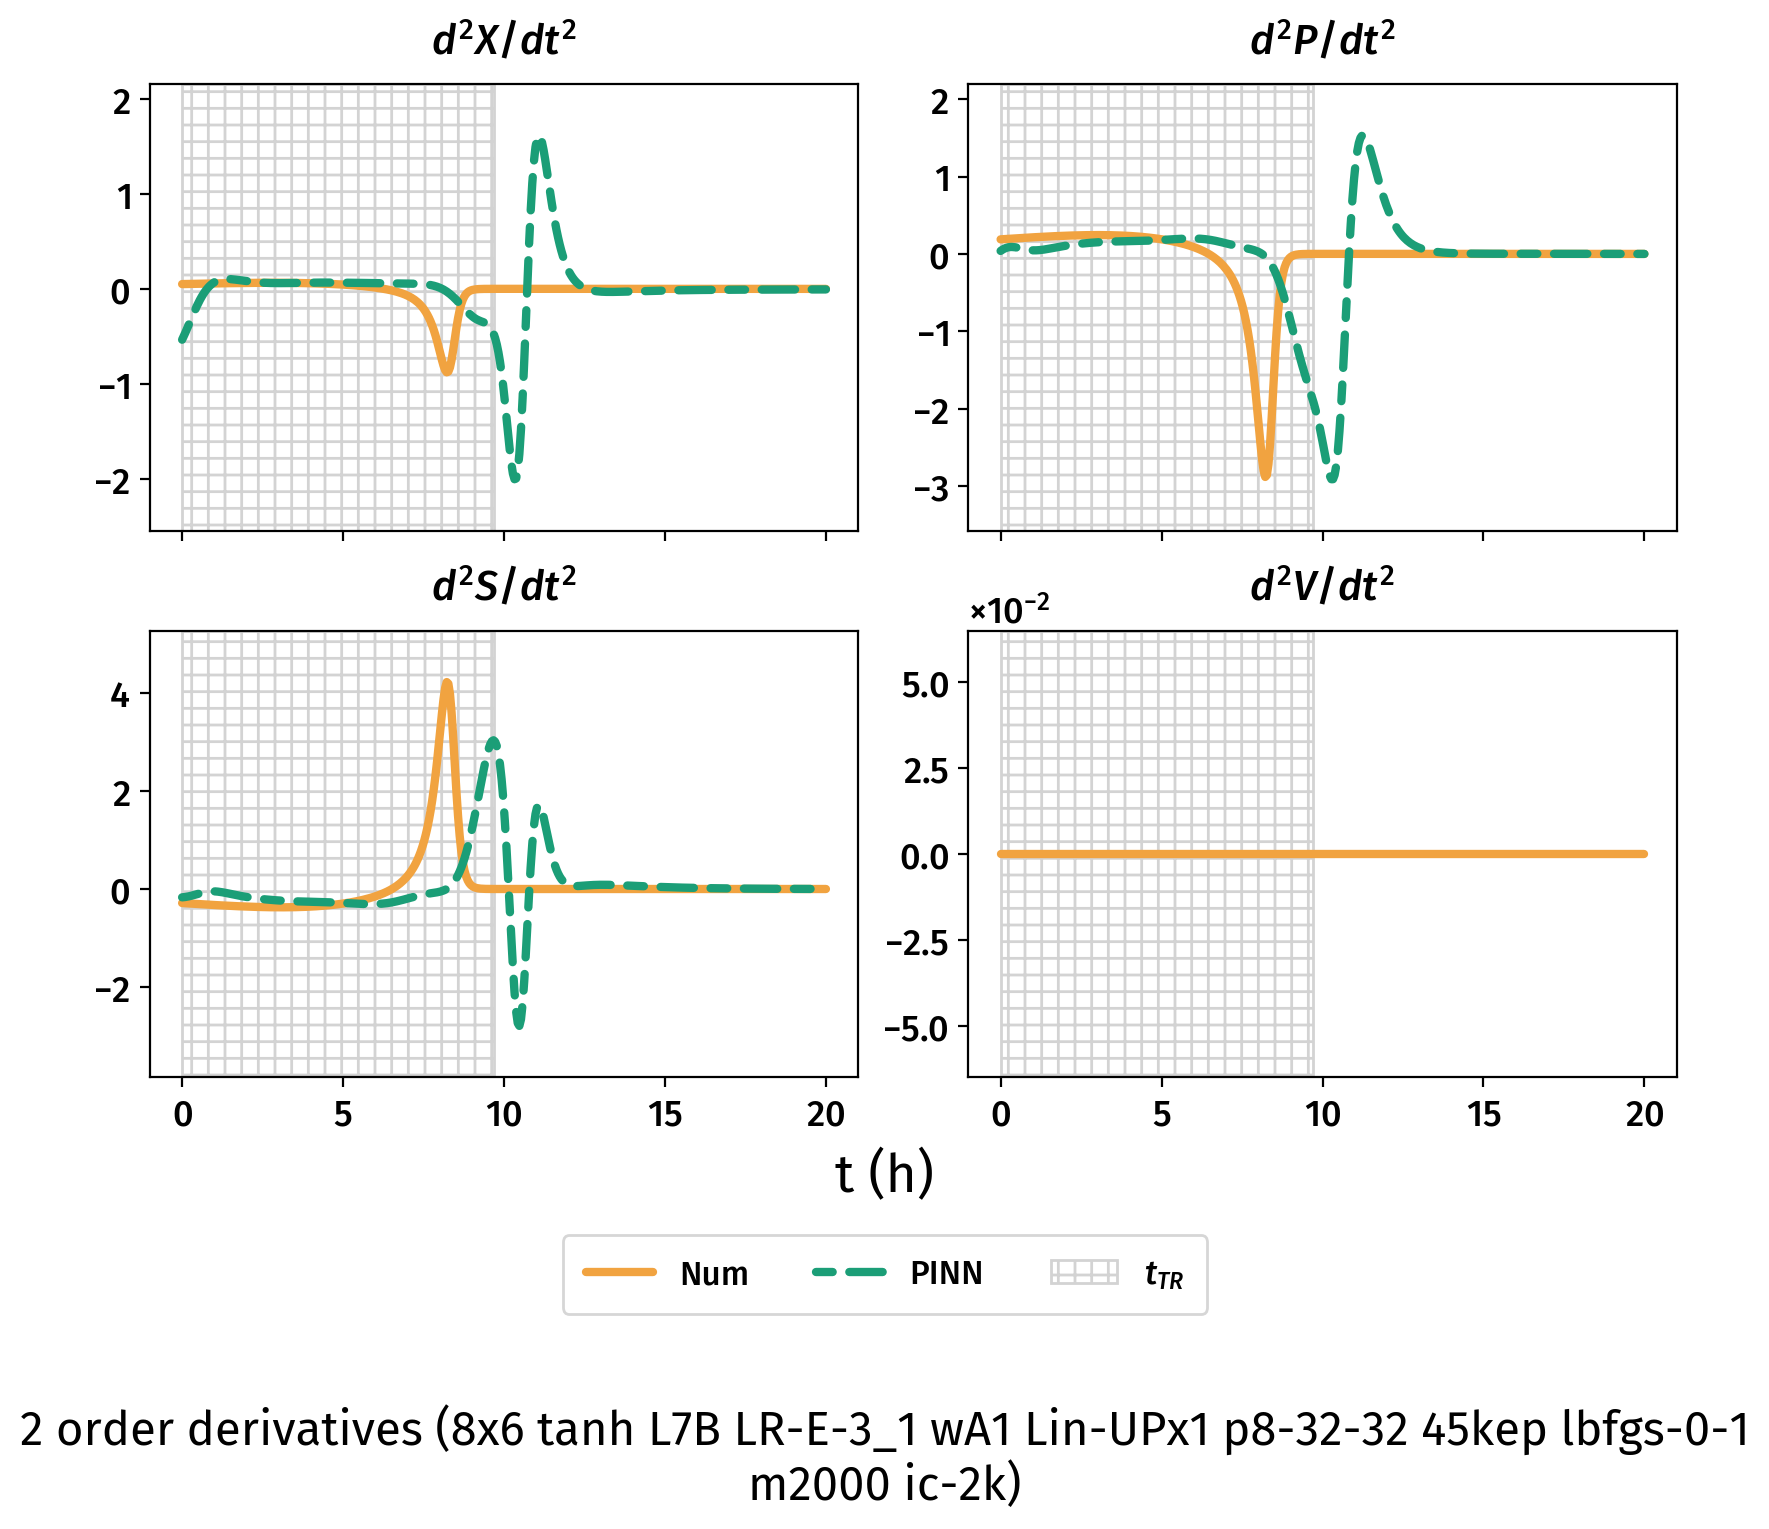 d²X/dt²
d²P/dt²
2
1
0
−1
−2
2
1
0
−1
−2
−3
d²S/dt²
d²V/dt²
×10⁻²
4
2
0
−2
5.0
2.5
0.0
−2.5
−5.0
0 5 10 15 20
0 5 10 15 20
t (h)
Num PINN t_TR
2 order derivatives (8x6 tanh L7B LR-E-3_1 wA1 Lin-UPx1 p8-32-32 45kep lbfgs-0-1
m2000 ic-2k)